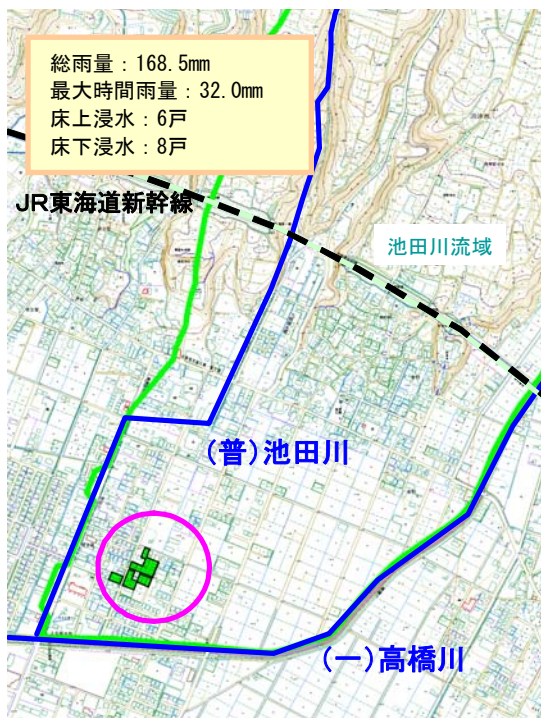 総雨量：168.5mm
最大時間雨量：32.0mm
床上浸水：6戸
床下浸水：8戸
JR東海道新幹線
池田川流域
（普）池田川
（一）高橋川